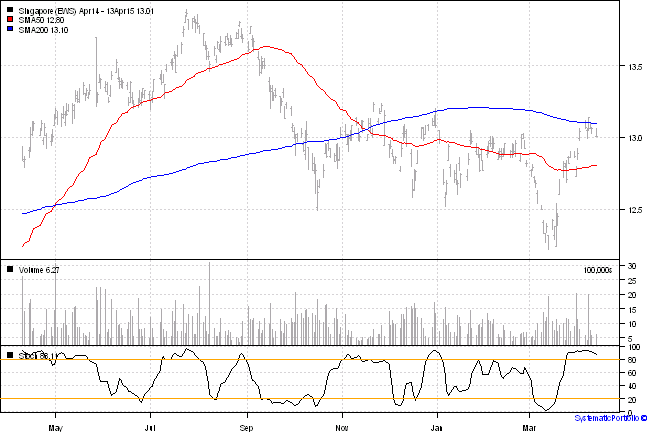 Singapore (EWS) Apr14 - 13Apr15 13.01
SMA50 12.80
SMA200 13.10
13.5
13.0
12.5
Volume 6.27
100,000s
30
25
20
15
10
5
100
80
60
40
20
0
May
Jul
Sep
Nov
Jan
Mar
SystematicPortfolio ©